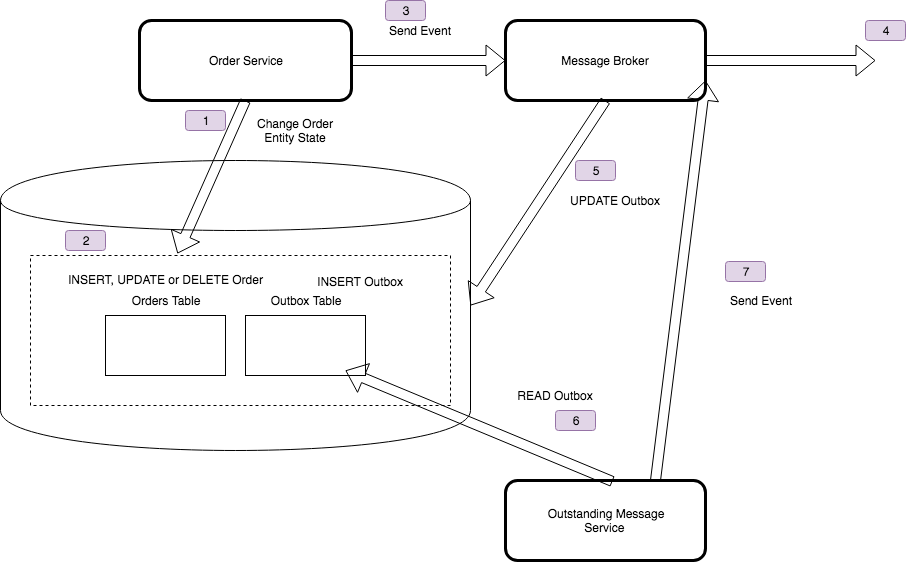 3
Send Event
4
Order Service
Message Broker
1
Change Order
Entity State
5
UPDATE Outbox
2
INSERT, UPDATE or DELETE Order
INSERT Outbox
Orders Table
Outbox Table
7
Send Event
READ Outbox
6
Outstanding Message
Service